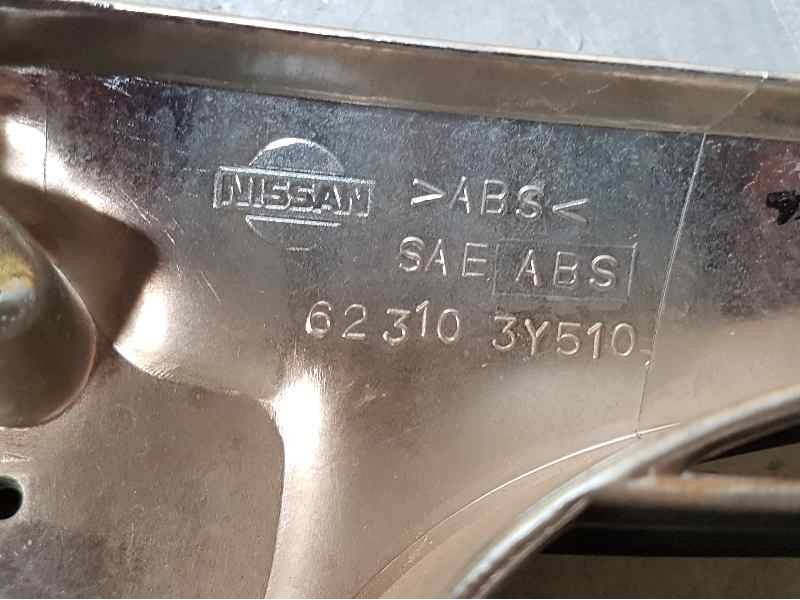 NISSAN >ABS<
SAE ABS
62310 3Y510